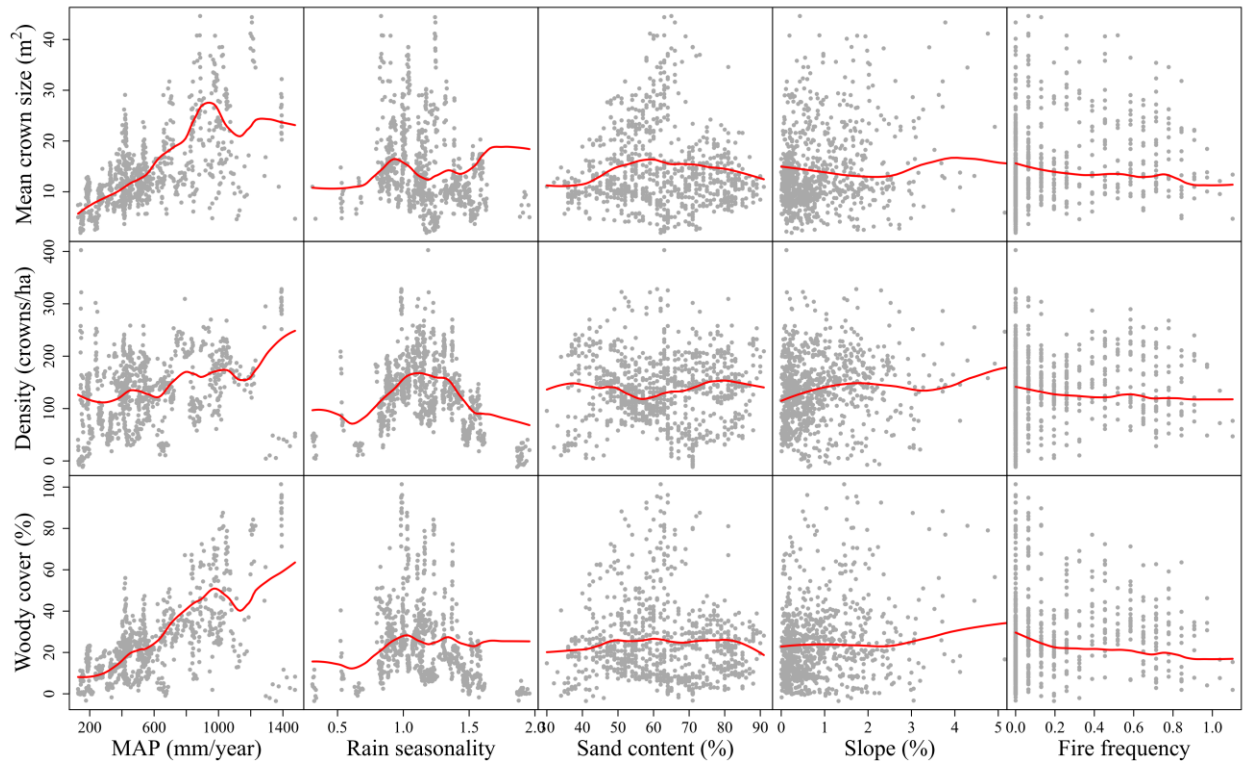 Mean crown size (m²)
10 20 30 40
Density (crowns/ha)
0 100 200 300 400
Woody cover (%)
0 20 40 60 80 100
200 600 1000 1400
MAP (mm/year)
0.5 1.0 1.5 2.0
Rain seasonality
30 40 50 60 70 80 90
Sand content (%)
0 1 2 3 4 5
Slope (%)
0.0 0.2 0.4 0.6 0.8 1.0
Fire frequency